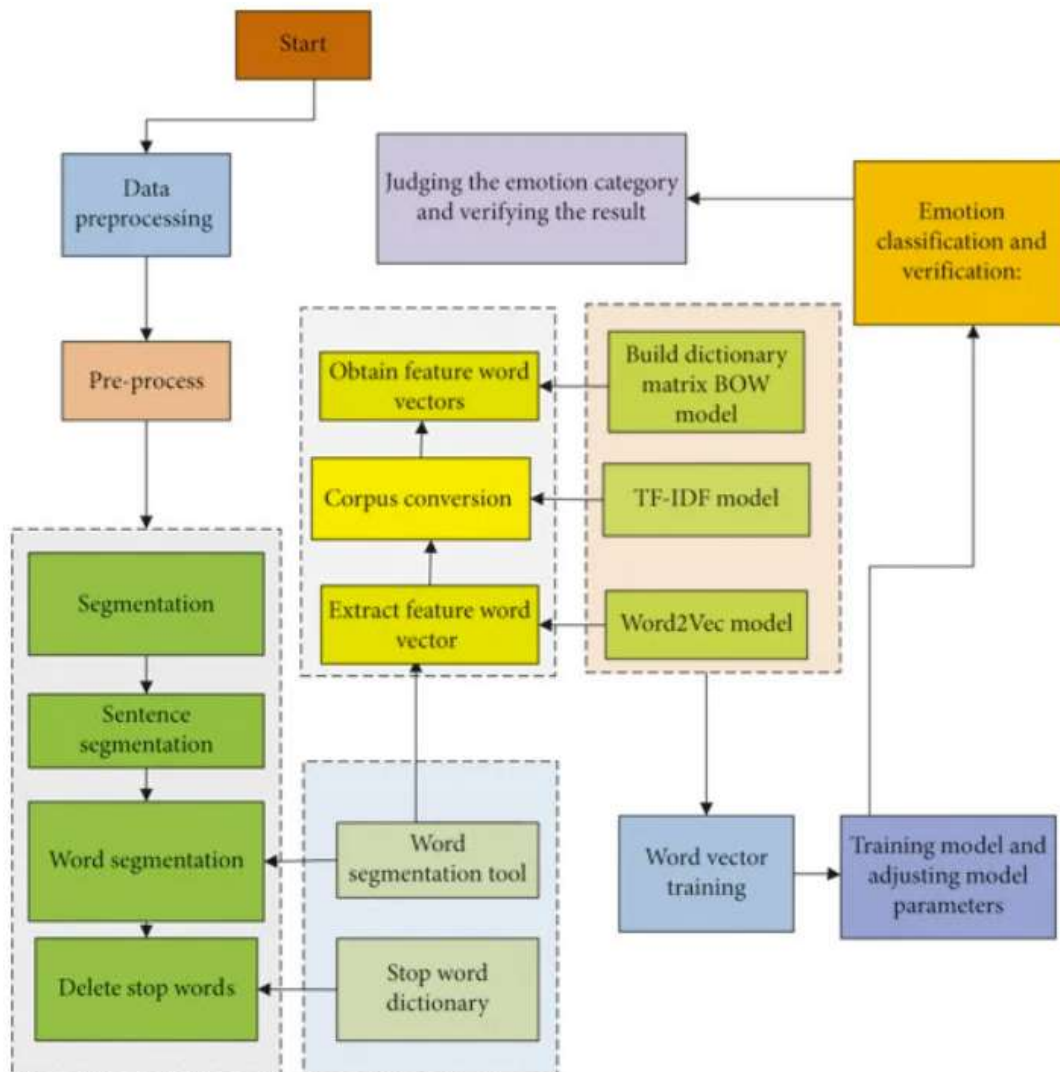 Start
Data
preprocessing
Judging the emotion category
and verifying the result
Emotion
classification and
verification:
Pre-process
Obtain feature word
vectors
Build dictionary
matrix BOW
model
Corpus conversion
TF-IDF model
Extract feature word
vector
Word2Vec model
Segmentation
Sentence
segmentation
Word segmentation
Delete stop words
Word
segmentation tool
Stop word
dictionary
Word vector
training
Training model and
adjusting model
parameters